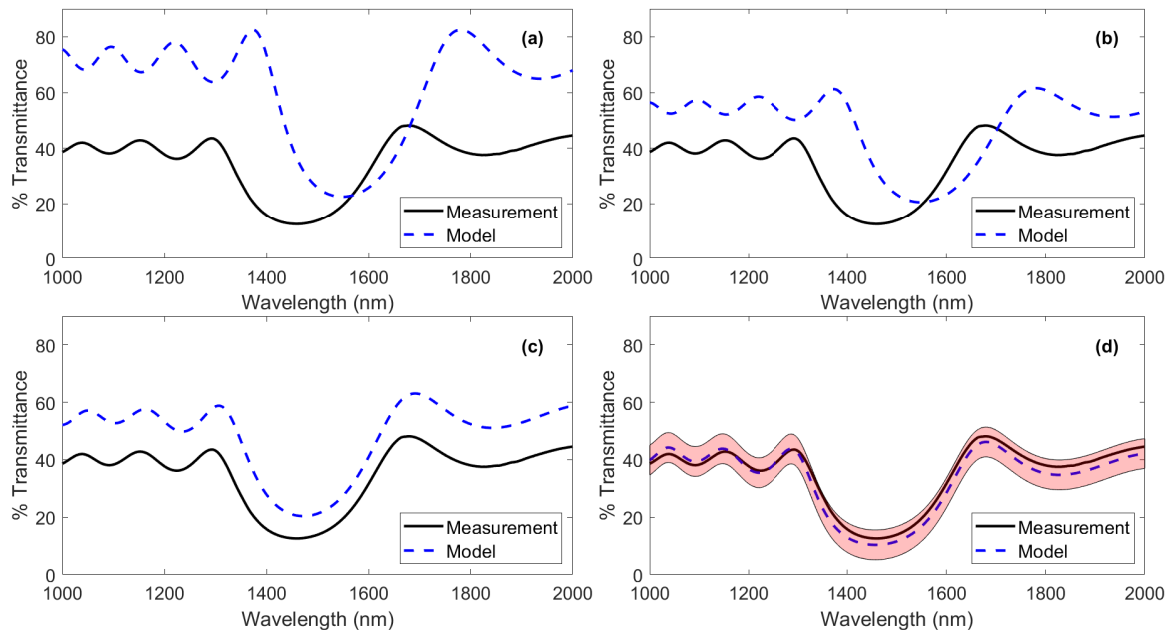 80
60
40
20
0
% Transmittance
(a)
Measurement
Model
1000 1200 1400 1600 1800 2000
Wavelength (nm)
80
60
40
20
0
% Transmittance
(b)
Measurement
Model
1000 1200 1400 1600 1800 2000
Wavelength (nm)
80
60
40
20
0
% Transmittance
(c)
Measurement
Model
1000 1200 1400 1600 1800 2000
Wavelength (nm)
80
60
40
20
0
% Transmittance
(d)
Measurement
Model
1000 1200 1400 1600 1800 2000
Wavelength (nm)